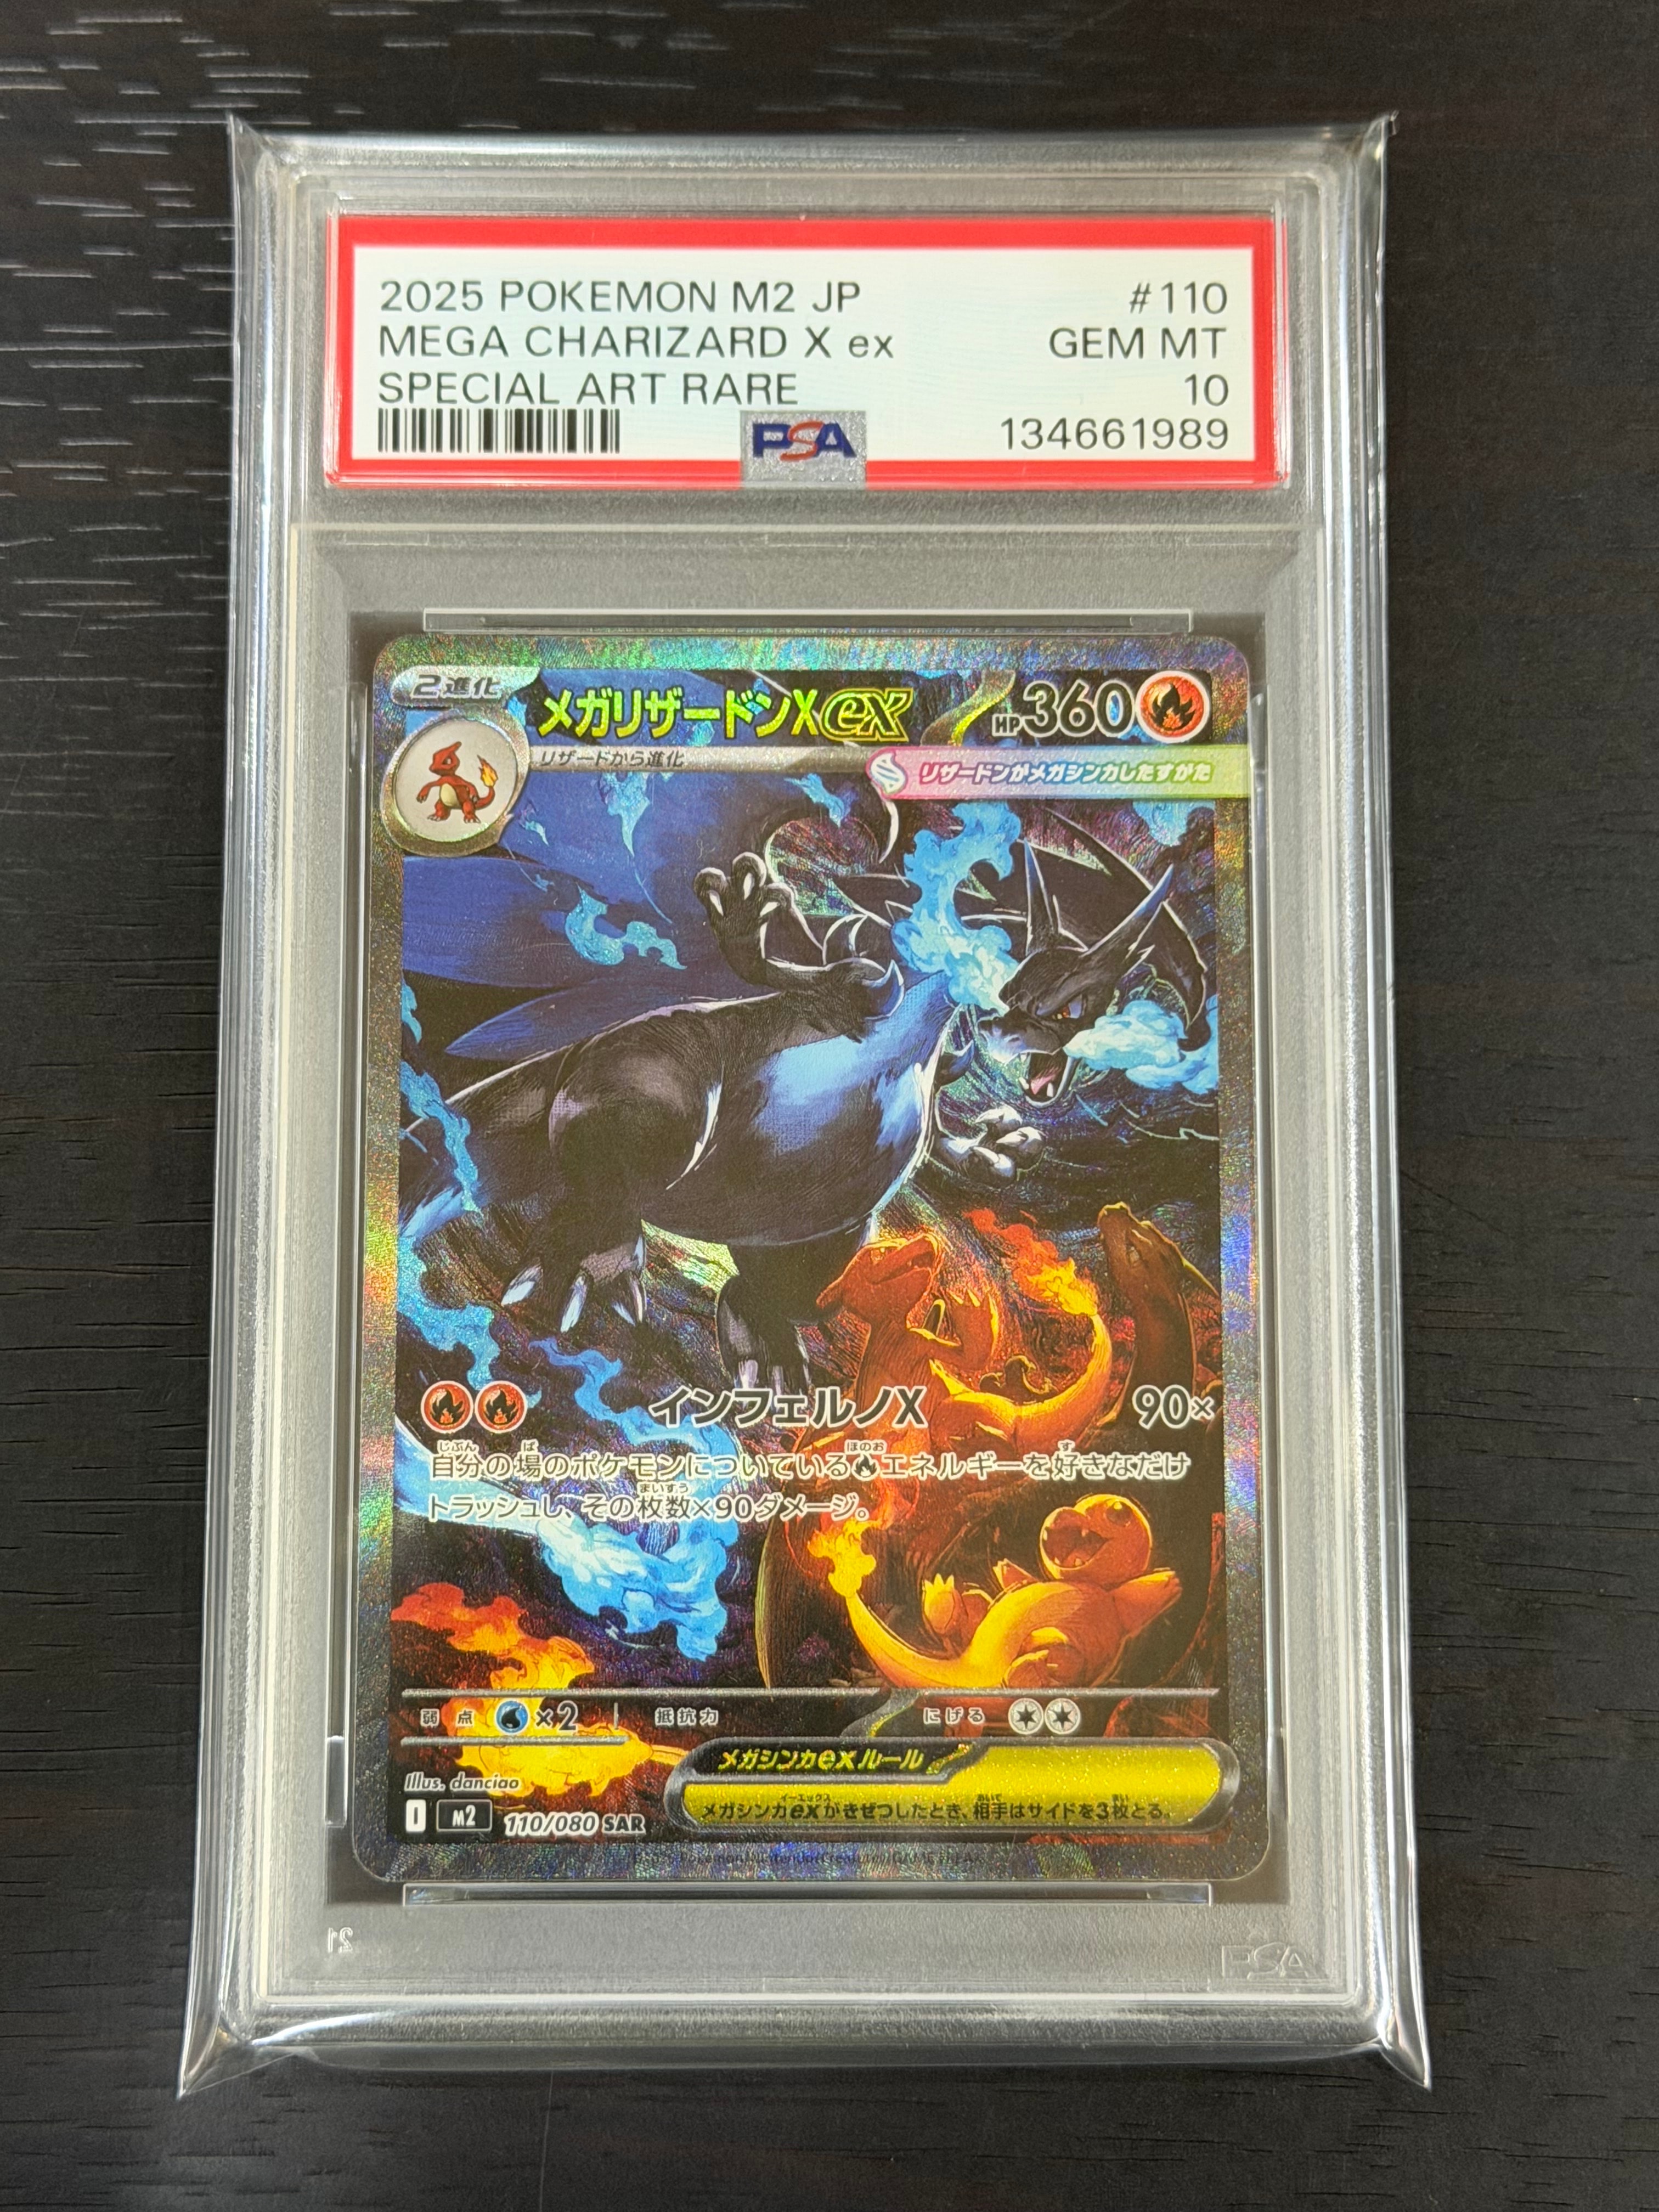 2025 POKEMON M2 JP #110
MEGA CHARIZARD X ex GEM MT
SPECIAL ART RARE 10
PSA 134661989
2進化 メガリザードンXex HP360
リザードから進化
リザードンがメガシンカしたすがた
インフェルノX 90×
自分の場のポケモンについているエネルギーを好きなだけ
トラッシュし、その枚数×90ダメージ。
弱点 ×2 抵抗力 にげる
メガシンカexルール
メガシンカexがきぜつしたとき、相手はサイドを3枚とる。
Illus. danciao
I M2 110/080 SAR
Pokémon/Nintendo/Creatures/GAME FREAK
21
PSA